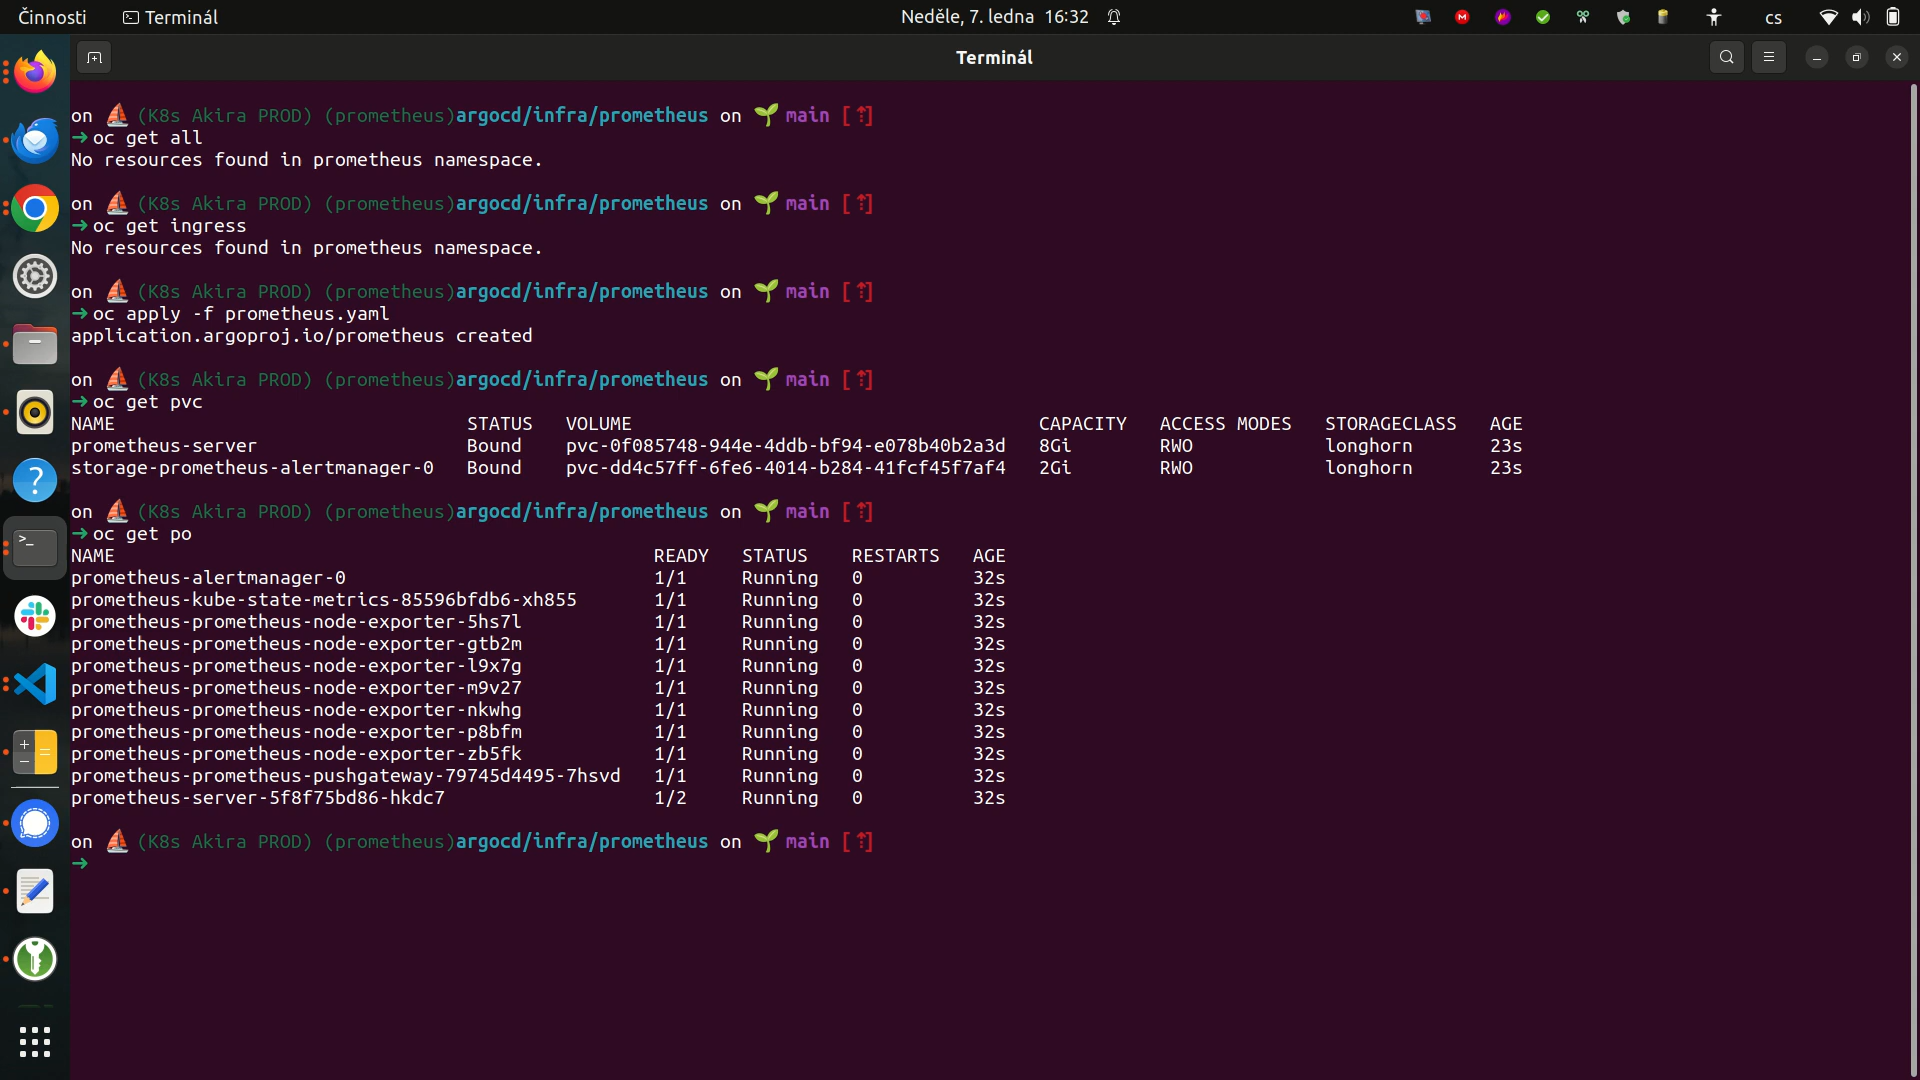 Činnosti
Terminál
Neděle, 7. ledna 16:32
cs
Terminál
on (K8s Akira PROD) (prometheus)argocd/infra/prometheus on main [⇡]
➜ oc get all
No resources found in prometheus namespace.
on (K8s Akira PROD) (prometheus)argocd/infra/prometheus on main [⇡]
➜ oc get ingress
No resources found in prometheus namespace.
on (K8s Akira PROD) (prometheus)argocd/infra/prometheus on main [⇡]
➜ oc apply -f prometheus.yaml
application.argoproj.io/prometheus created
on (K8s Akira PROD) (prometheus)argocd/infra/prometheus on main [⇡]
➜ oc get pvc
NAME STATUS VOLUME CAPACITY ACCESS MODES STORAGECLASS AGE
prometheus-server Bound pvc-0f085748-944e-4ddb-bf94-e078b40b2a3d 8Gi RWO longhorn 23s
storage-prometheus-alertmanager-0 Bound pvc-dd4c57ff-6fe6-4014-b284-41fcf45f7af4 2Gi RWO longhorn 23s
on (K8s Akira PROD) (prometheus)argocd/infra/prometheus on main [⇡]
➜ oc get po
NAME READY STATUS RESTARTS AGE
prometheus-alertmanager-0 1/1 Running 0 32s
prometheus-kube-state-metrics-85596bfdb6-xh855 1/1 Running 0 32s
prometheus-prometheus-node-exporter-5hs7l 1/1 Running 0 32s
prometheus-prometheus-node-exporter-gtb2m 1/1 Running 0 32s
prometheus-prometheus-node-exporter-l9x7g 1/1 Running 0 32s
prometheus-prometheus-node-exporter-m9v27 1/1 Running 0 32s
prometheus-prometheus-node-exporter-nkwhg 1/1 Running 0 32s
prometheus-prometheus-node-exporter-p8bfm 1/1 Running 0 32s
prometheus-prometheus-node-exporter-zb5fk 1/1 Running 0 32s
prometheus-prometheus-pushgateway-79745d4495-7hsvd 1/1 Running 0 32s
prometheus-server-5f8f75bd86-hkdc7 1/2 Running 0 32s
on (K8s Akira PROD) (prometheus)argocd/infra/prometheus on main [⇡]
➜